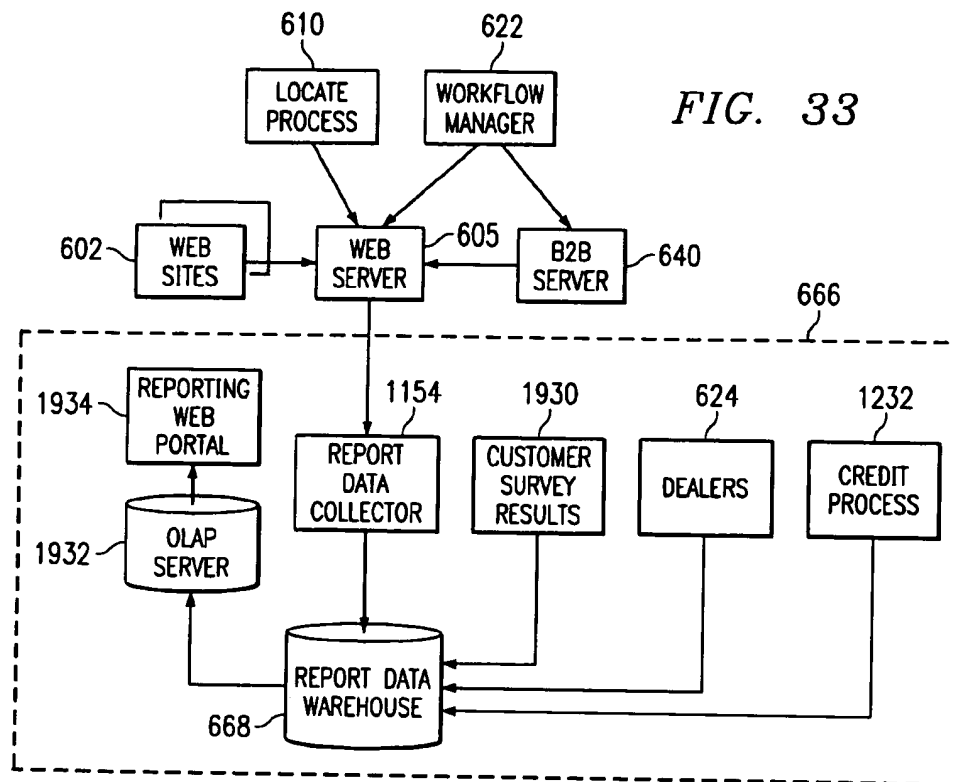 610
622
LOCATE
PROCESS
WORKFLOW
MANAGER
FIG. 33
602
WEB
SITES
WEB
SERVER
605
B2B
SERVER
640
666
1934
REPORTING
WEB
PORTAL
1154
REPORT
DATA
COLLECTOR
1930
CUSTOMER
SURVEY
RESULTS
624
DEALERS
1232
CREDIT
PROCESS
1932
OLAP
SERVER
REPORT DATA
WAREHOUSE
668